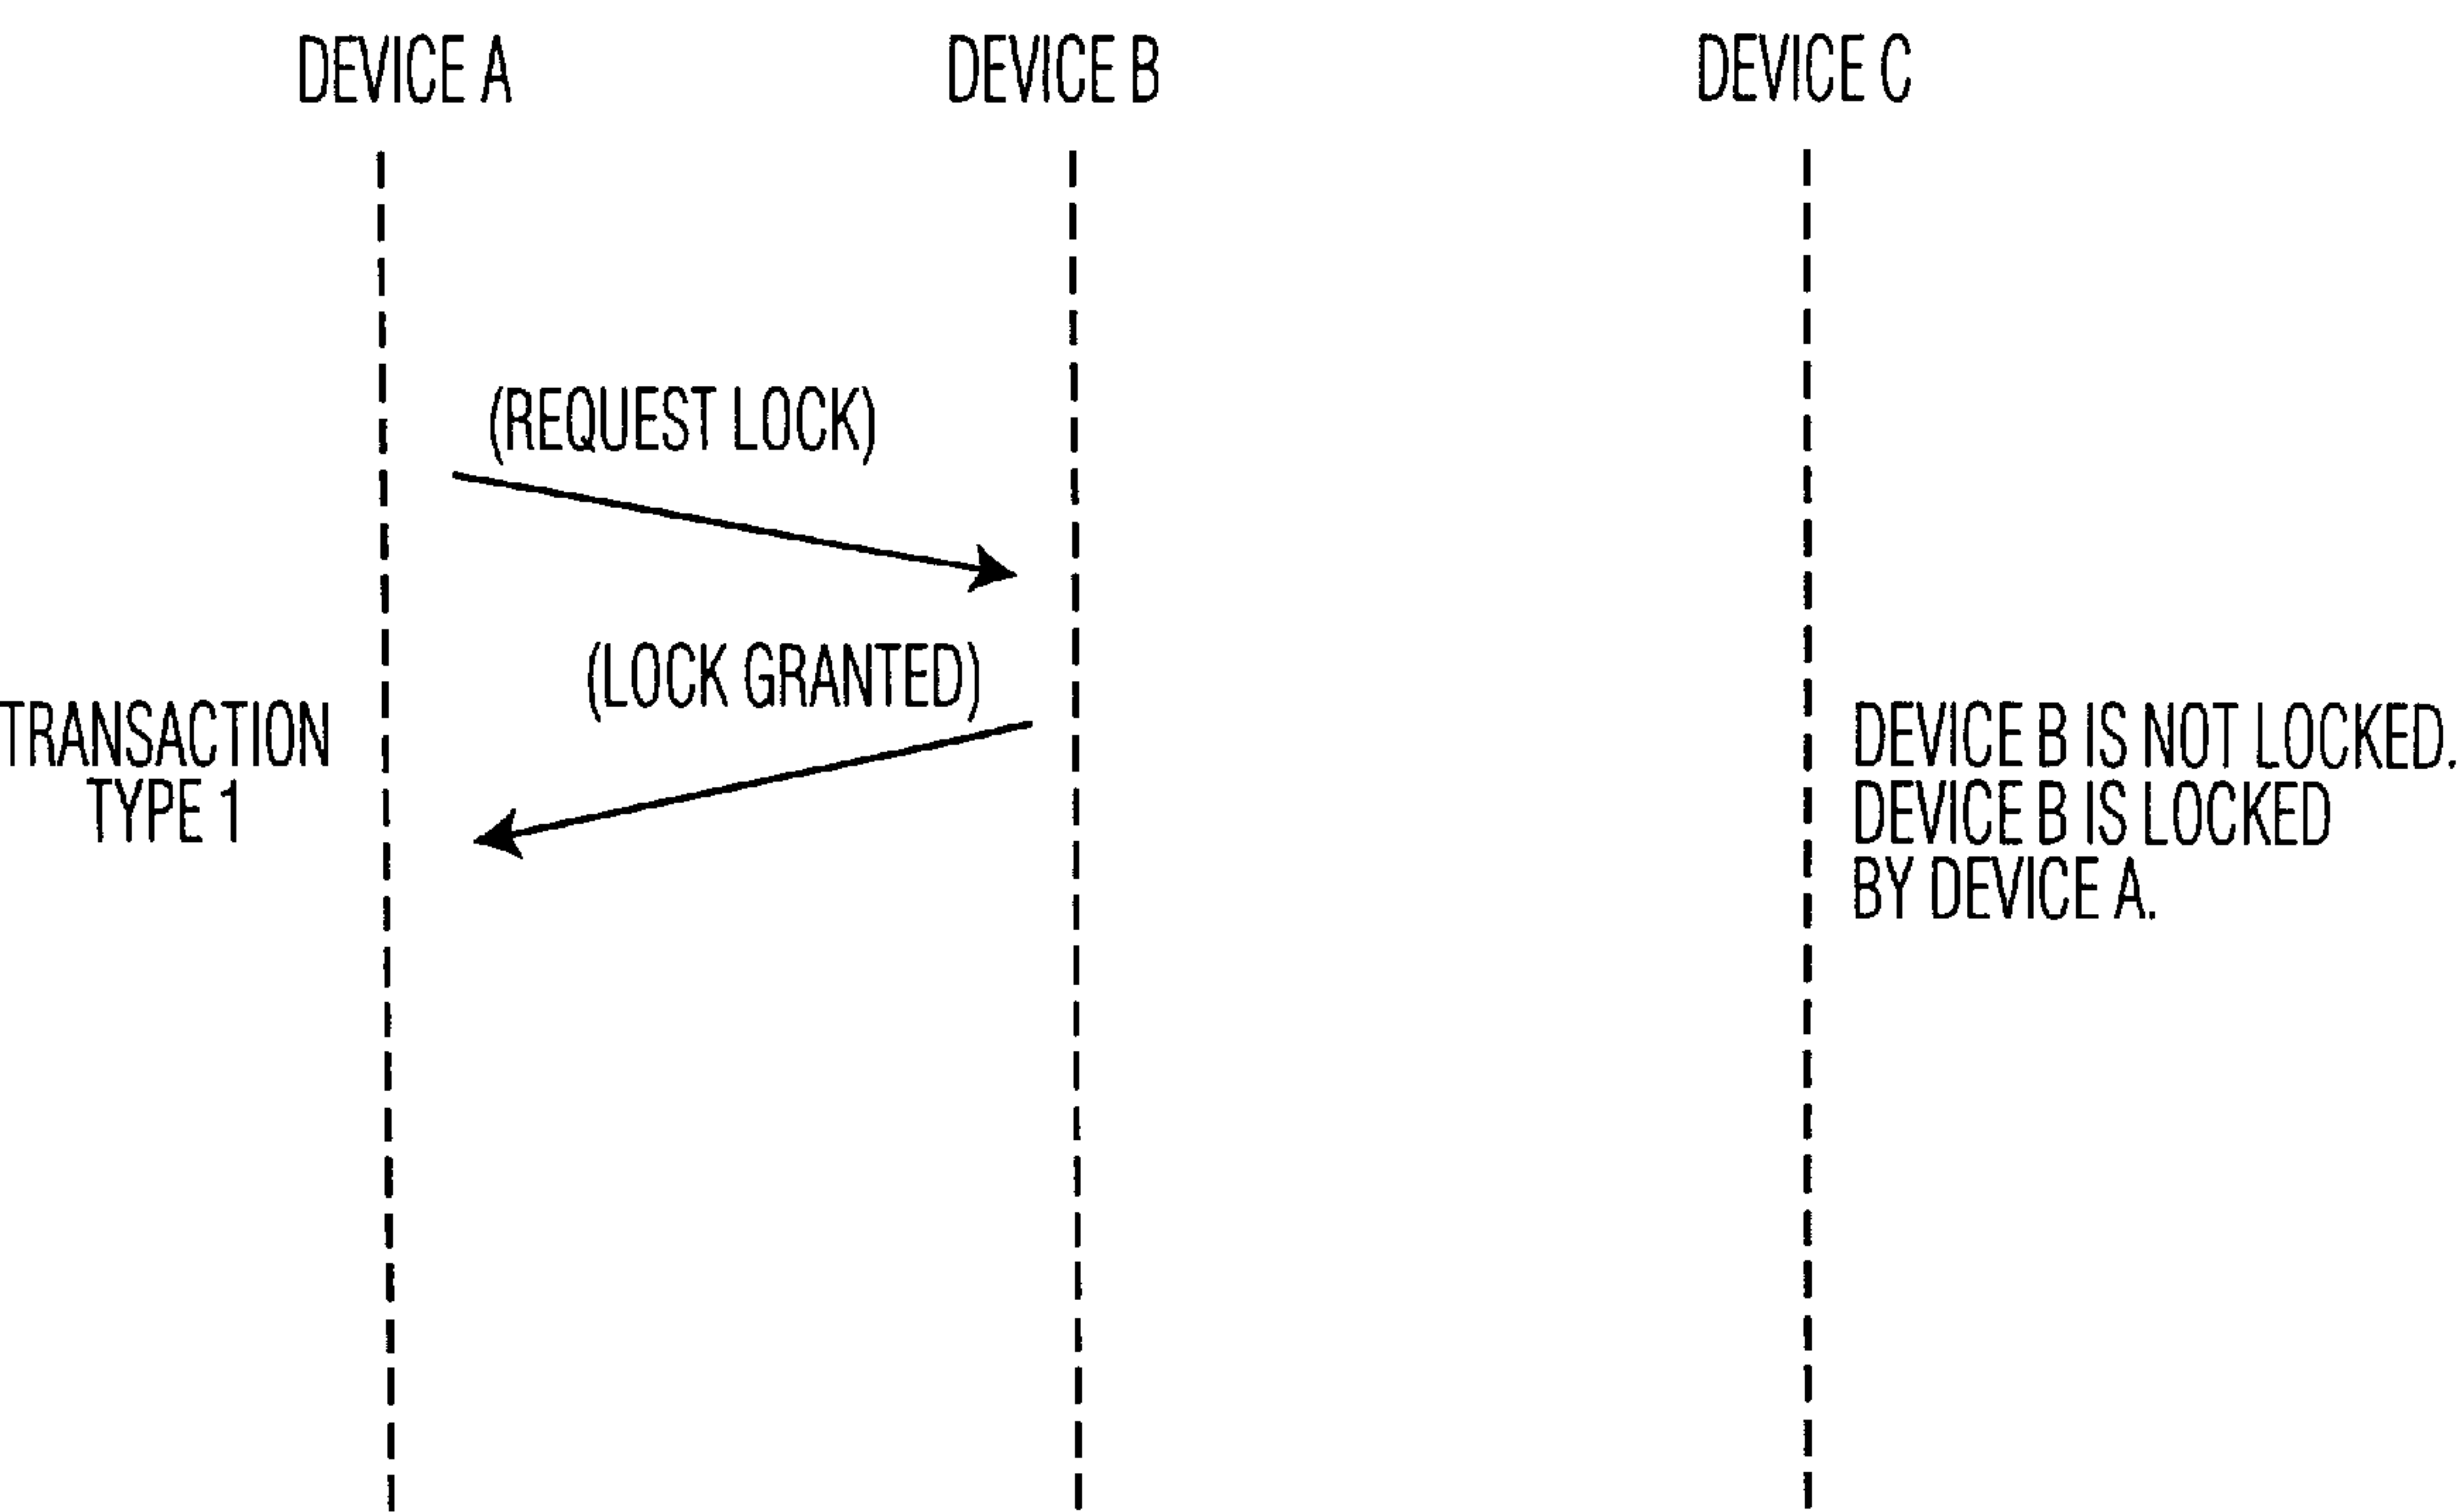 DEVICE A
DEVICE B
DEVICE C
(REQUEST LOCK)
(LOCK GRANTED)
TRANSACTION
TYPE 1
DEVICE B IS NOT LOCKED.
DEVICE B IS LOCKED
BY DEVICE A.